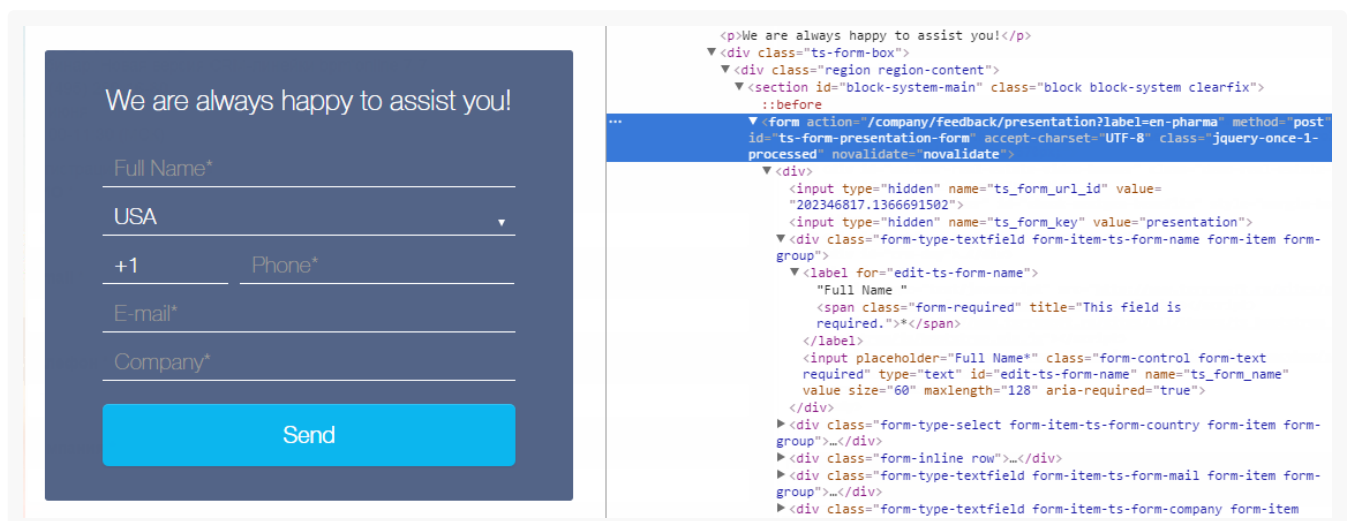 We are always happy to assist you!
Full Name*
USA
+1
Phone*
E-mail*
Company*
Send
<p>We are always happy to assist you!</p>
▼<div class="ts-form-box">
▼<div class="region region-content">
▼<section id="block-system-main" class="block block-system clearfix">
::before
...
▼<form action="/company/feedback/presentation?label=en-pharma" method="post"
id="ts-form-presentation-form" accept-charset="UTF-8" class="jquery-once-1-
processed" novalidate="novalidate">
▼<div>
<input type="hidden" name="ts_form_url_id" value=
"202346817.1366691502">
<input type="hidden" name="ts_form_key" value="presentation">
▼<div class="form-type-textfield form-item-ts-form-name form-item form-
group">
▼<label for="edit-ts-form-name">
"Full Name "
<span class="form-required" title="This field is
required.">*</span>
</label>
<input placeholder="Full Name*" class="form-control form-text
required" type="text" id="edit-ts-form-name" name="ts_form_name"
value size="60" maxlength="128" aria-required="true">
</div>
▶<div class="form-type-select form-item-ts-form-country form-item form-
group">…</div>
▶<div class="form-inline row">…</div>
▶<div class="form-type-textfield form-item-ts-form-mail form-item form-
group">…</div>
▶<div class="form-type-textfield form-item-ts-form-company form-item